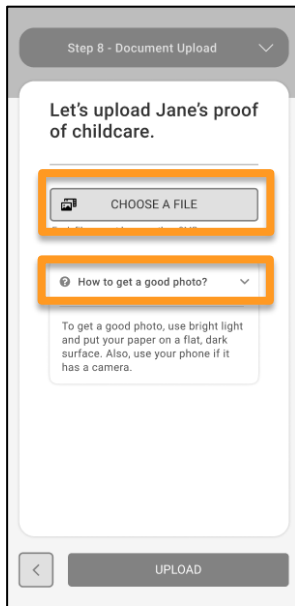 Step 8 - Document Upload
Let's upload Jane's proof
of childcare.
CHOOSE A FILE
How to get a good photo?
To get a good photo, use bright light
and put your paper on a flat, dark
surface. Also, use your phone if it
has a camera.
UPLOAD